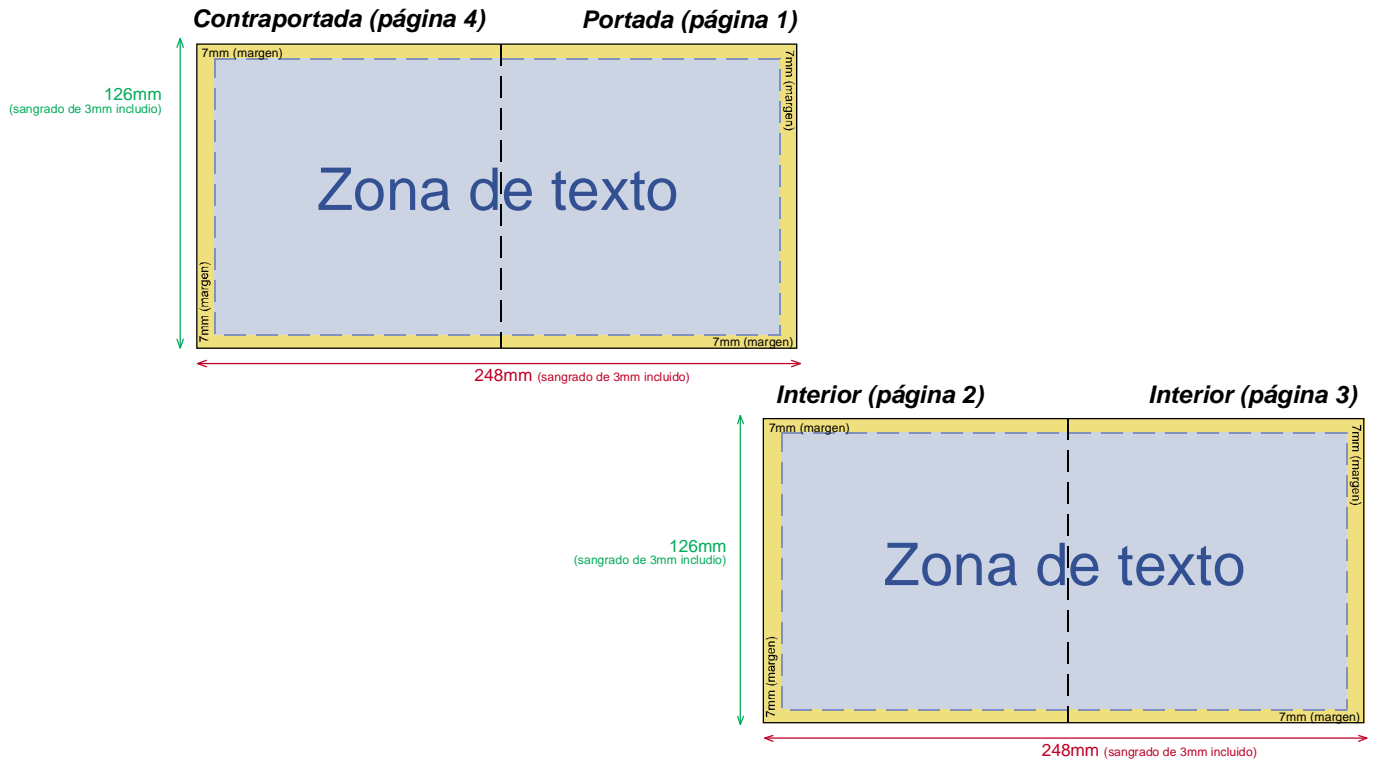 Contraportada (página 4)
Portada (página 1)
7mm (margen)
7mm (margen)
126mm
(sangrado de 3mm includio)
Zona de texto
7mm (margen)
7mm (margen)
248mm (sangrado de 3mm incluido)
Interior (página 2)
Interior (página 3)
7mm (margen)
7mm (margen)
126mm
(sangrado de 3mm includio)
Zona de texto
7mm (margen)
7mm (margen)
248mm (sangrado de 3mm incluido)